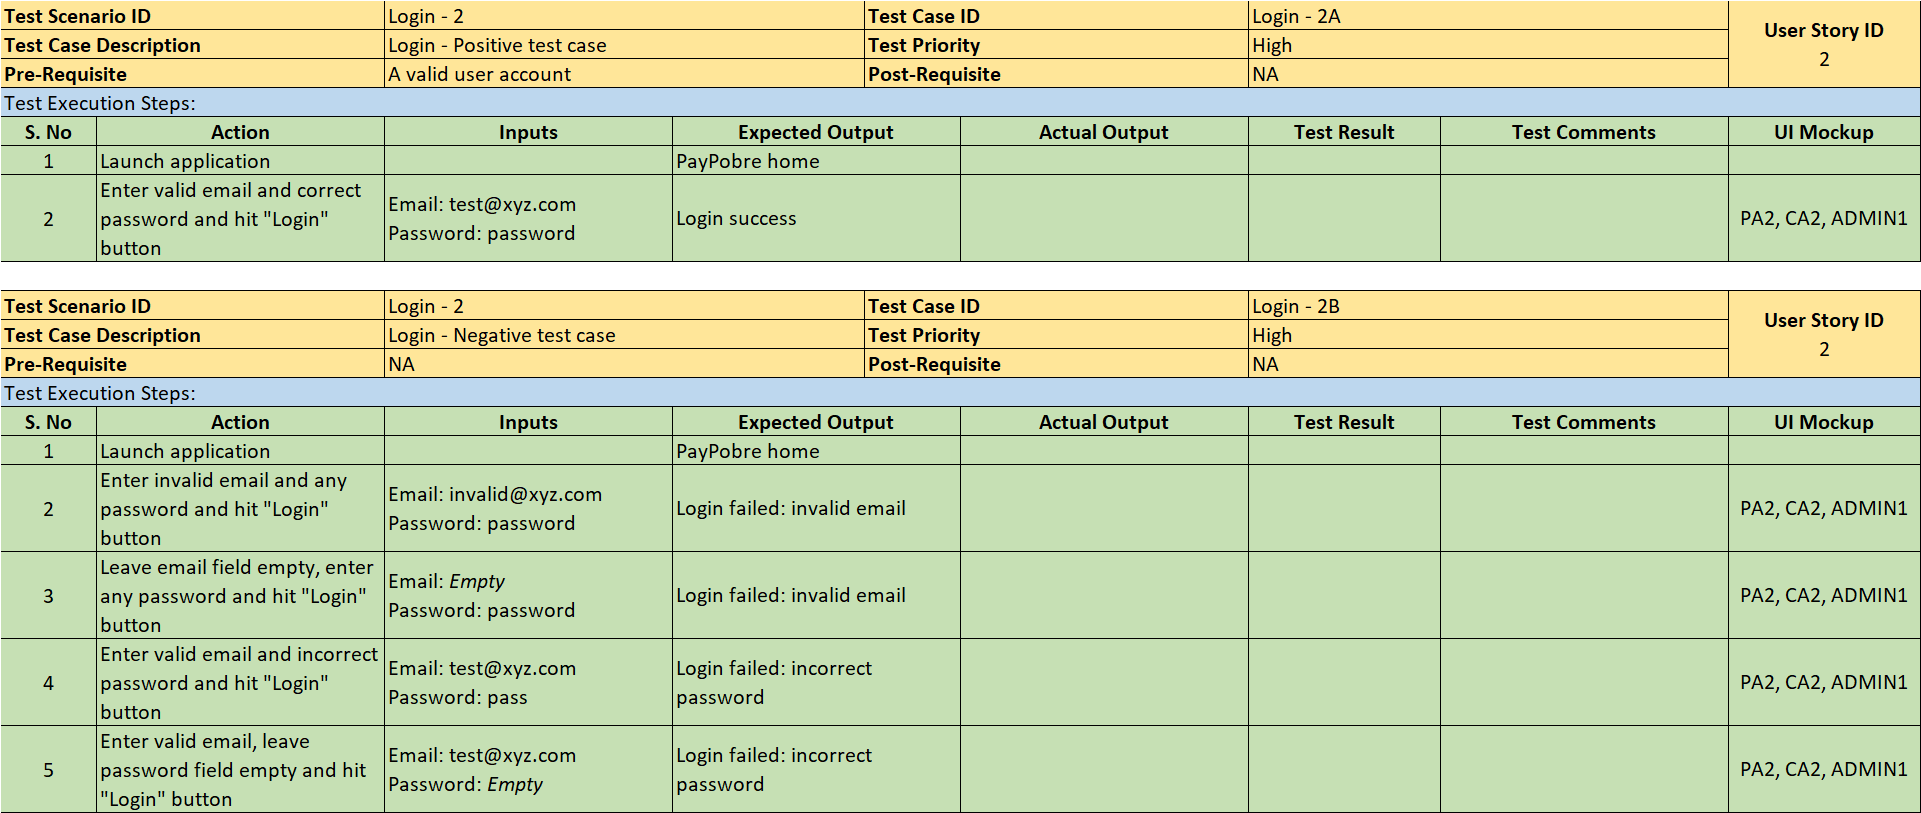 Test Scenario ID Login - 2 Test Case ID Login - 2A User Story ID
2
Test Case Description Login - Positive test case Test Priority High
Pre-Requisite A valid user account Post-Requisite NA
Test Execution Steps:
S. No Action Inputs Expected Output Actual Output Test Result Test Comments UI Mockup
1 Launch application PayPobre home
2
Enter valid email and correct
password and hit "Login"
button
Email: test@xyz.com
Password: password
Login success
PA2, CA2, ADMIN1
Test Scenario ID Login - 2 Test Case ID Login - 2B User Story ID
2
Test Case Description Login - Negative test case Test Priority High
Pre-Requisite NA Post-Requisite NA
Test Execution Steps:
S. No Action Inputs Expected Output Actual Output Test Result Test Comments UI Mockup
1 Launch application PayPobre home
2
Enter invalid email and any
password and hit "Login"
button
Email: invalid@xyz.com
Password: password
Login failed: invalid email
PA2, CA2, ADMIN1
3
Leave email field empty, enter
any password and hit "Login"
button
Email: Empty
Password: password
Login failed: invalid email
PA2, CA2, ADMIN1
4
Enter valid email and incorrect
password and hit "Login"
button
Email: test@xyz.com
Password: pass
Login failed: incorrect
password
PA2, CA2, ADMIN1
5
Enter valid email, leave
password field empty and hit
"Login" button
Email: test@xyz.com
Password: Empty
Login failed: incorrect
password
PA2, CA2, ADMIN1